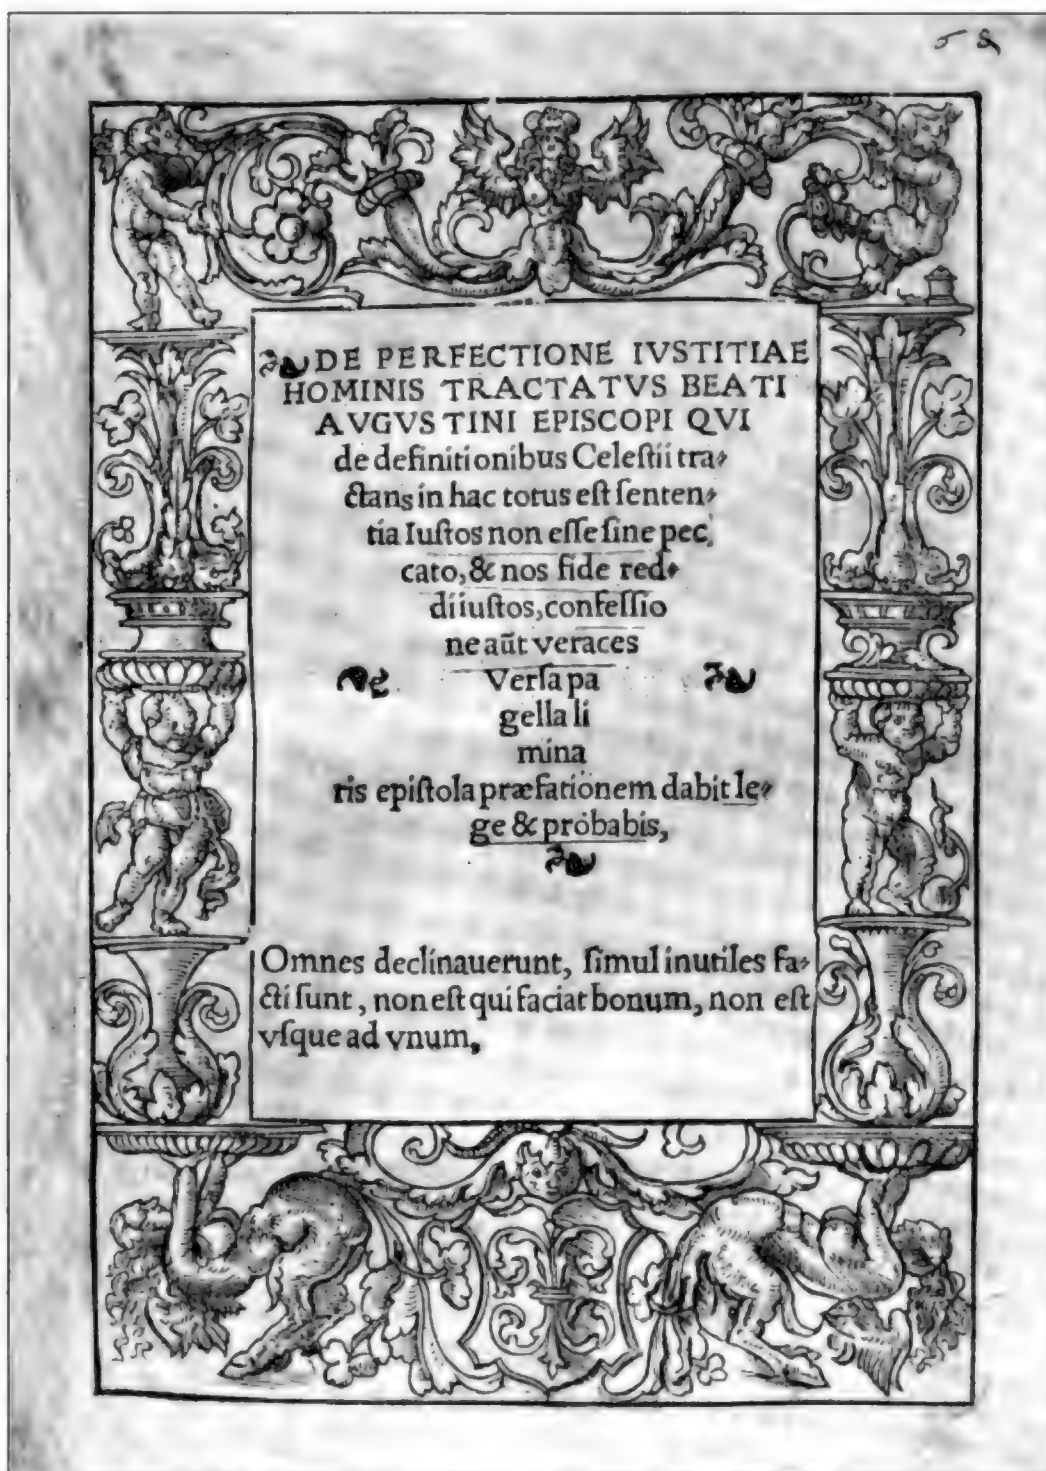 DE PERFECTIONE IVSTITIAE
HOMINIS TRACTATVS BEATI
AVGVSTINI EPISCOPI QVI
de definitionibus Celeſtii tra⸗
ctans in hac totus eſt ſenten⸗
tia Iuſtos non eſſe ſine pec⸗
cato, & nos fide red⸗
di iuſtos, confeſſio
ne aūt veraces
Verſa pa
gella li
mina
ris epiſtola præfationem dabit le⸗
ge & probabis,
Omnes declinauerunt, ſimul inutiles fa⸗
cti ſunt, non eſt qui faciat bonum, non eſt
vſque ad vnum,